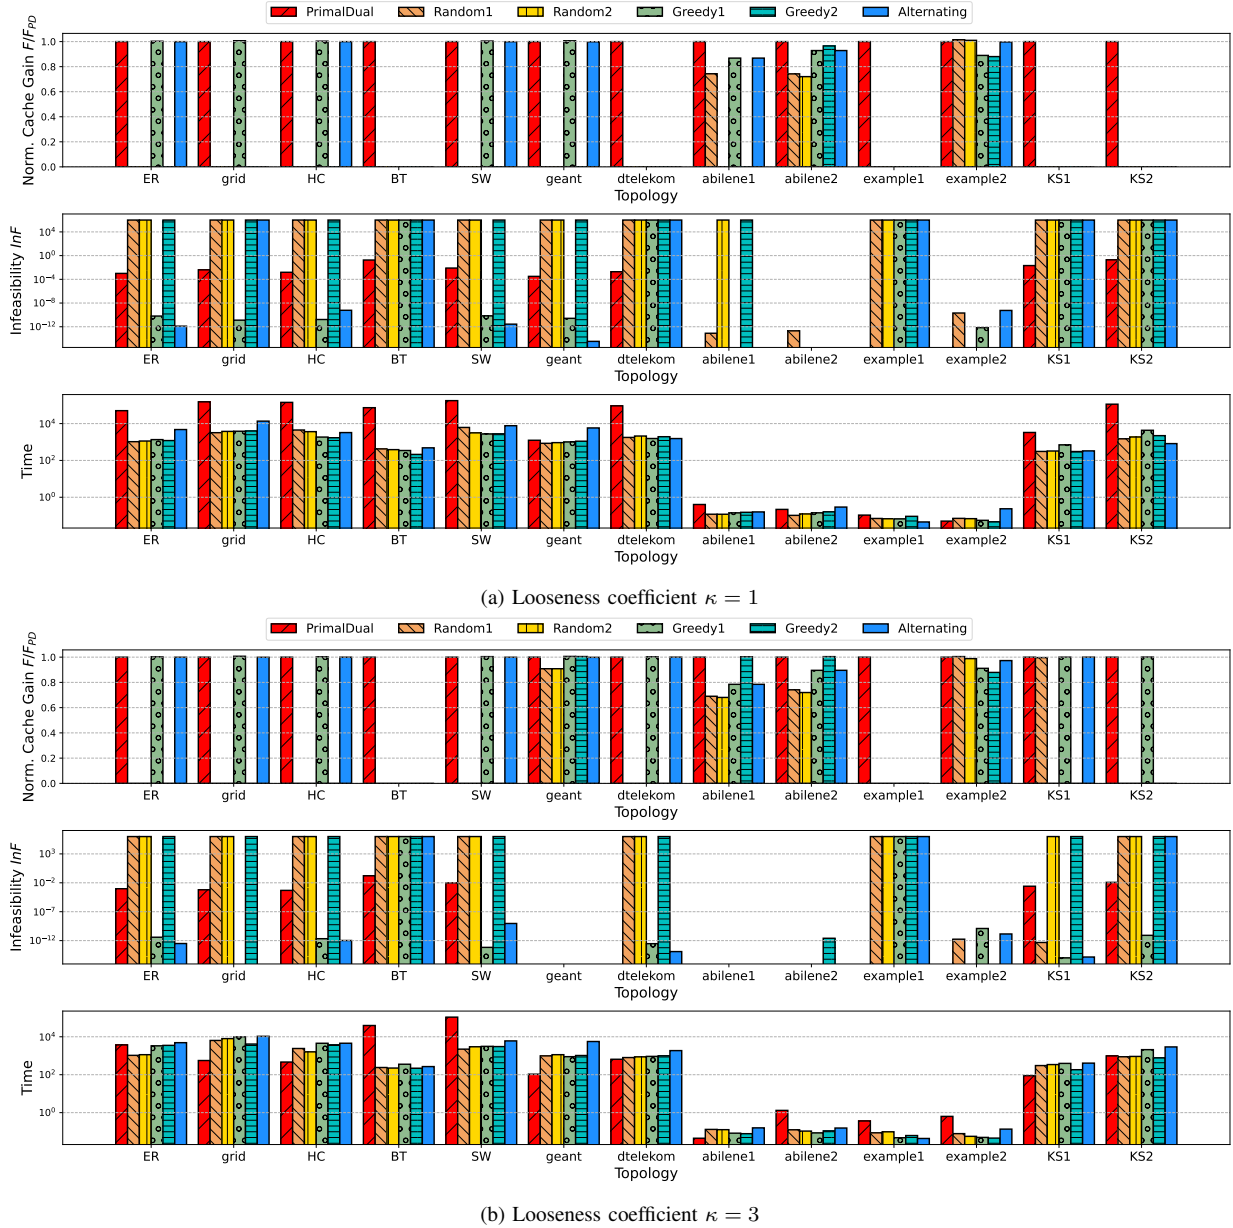 PrimalDual Random1 Random2 Greedy1 Greedy2 Alternating
Norm. Cache Gain F/F_PD
1.0
0.8
0.6
0.4
0.2
0.0
ER grid HC BT SW geant dtelekom abilene1 abilene2 example1 example2 KS1 KS2
Topology
Infeasibility InF
10^4
10^0
10^−4
10^−8
10^−12
ER grid HC BT SW geant dtelekom abilene1 abilene2 example1 example2 KS1 KS2
Topology
Time
10^4
10^2
10^0
ER grid HC BT SW geant dtelekom abilene1 abilene2 example1 example2 KS1 KS2
Topology
(a) Looseness coefficient κ = 1
PrimalDual Random1 Random2 Greedy1 Greedy2 Alternating
Norm. Cache Gain F/F_PD
1.0
0.8
0.6
0.4
0.2
0.0
ER grid HC BT SW geant dtelekom abilene1 abilene2 example1 example2 KS1 KS2
Topology
Infeasibility InF
10^3
10^−2
10^−7
10^−12
ER grid HC BT SW geant dtelekom abilene1 abilene2 example1 example2 KS1 KS2
Topology
Time
10^4
10^2
10^0
ER grid HC BT SW geant dtelekom abilene1 abilene2 example1 example2 KS1 KS2
Topology
(b) Looseness coefficient κ = 3